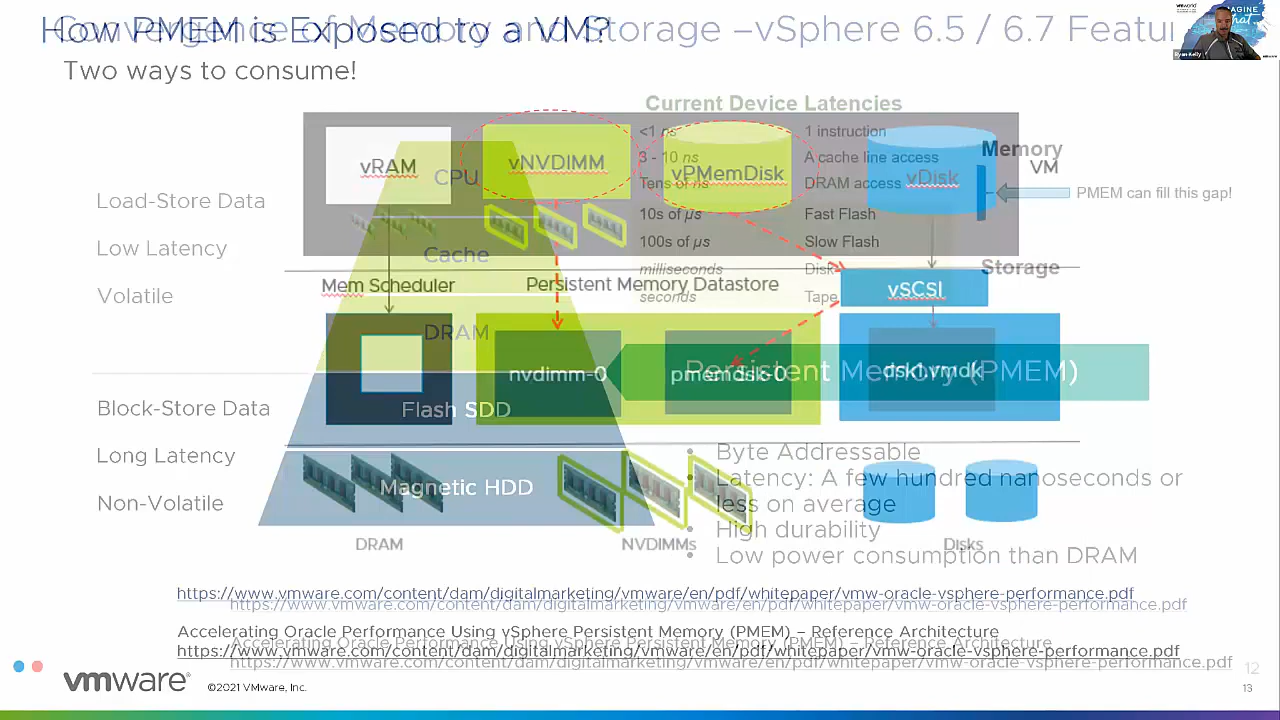 How PMEM is Exposed to a VM?
Convergence of Memory and Storage –vSphere 6.5 / 6.7 Featur
Two ways to consume!
vmworld
IMAGINE
that
Ryan Kelly
Current Device Latencies
<1 ns 1 instruction
3 - 10 ns A cache line access
Tens of ns DRAM access
10s of µs Fast Flash
100s of µs Slow Flash
milliseconds Disk
seconds Tape
Memory
Storage
PMEM can fill this gap!
vRAM
vNVDIMM
vPMemDisk
vDisk
VM
CPU
Cache
DRAM
Flash SDD
Magnetic HDD
Load-Store Data
Low Latency
Volatile
Block-Store Data
Long Latency
Non-Volatile
Mem Scheduler
Persistent Memory Datastore
vSCSI
nvdimm-0
pmemdsk-0
dsk1.vmdk
Persistent Memory (PMEM)
• Byte Addressable
• Latency: A few hundred nanoseconds or
less on average
• High durability
• Low power consumption than DRAM
DRAM
NVDIMMs
Disks
https://www.vmware.com/content/dam/digitalmarketing/vmware/en/pdf/whitepaper/vmw-oracle-vsphere-performance.pdf
https://www.vmware.com/content/dam/digitalmarketing/vmware/en/pdf/whitepaper/vmw-oracle-vsphere-performance.pdf
Accelerating Oracle Performance Using vSphere Persistent Memory (PMEM) – Reference Architecture
Accelerating Oracle Performance Using vSphere Persistent Memory (PMEM) – Reference Architecture
https://www.vmware.com/content/dam/digitalmarketing/vmware/en/pdf/whitepaper/vmw-oracle-vsphere-performance.pdf
https://www.vmware.com/content/dam/digitalmarketing/vmware/en/pdf/whitepaper/vmw-oracle-vsphere-performance.pdf
vmware®
©2021 VMware, Inc.
12
13